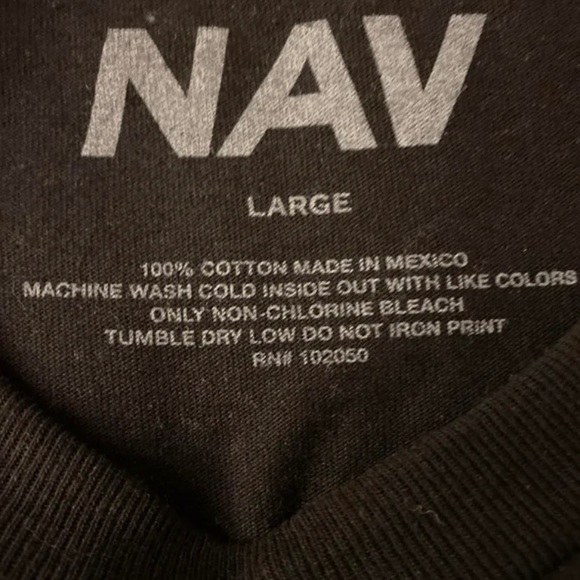 NAV
LARGE
100% COTTON MADE IN MEXICO
MACHINE WASH COLD INSIDE OUT WITH LIKE COLORS
ONLY NON-CHLORINE BLEACH
TUMBLE DRY LOW DO NOT IRON PRINT
RN# 102050